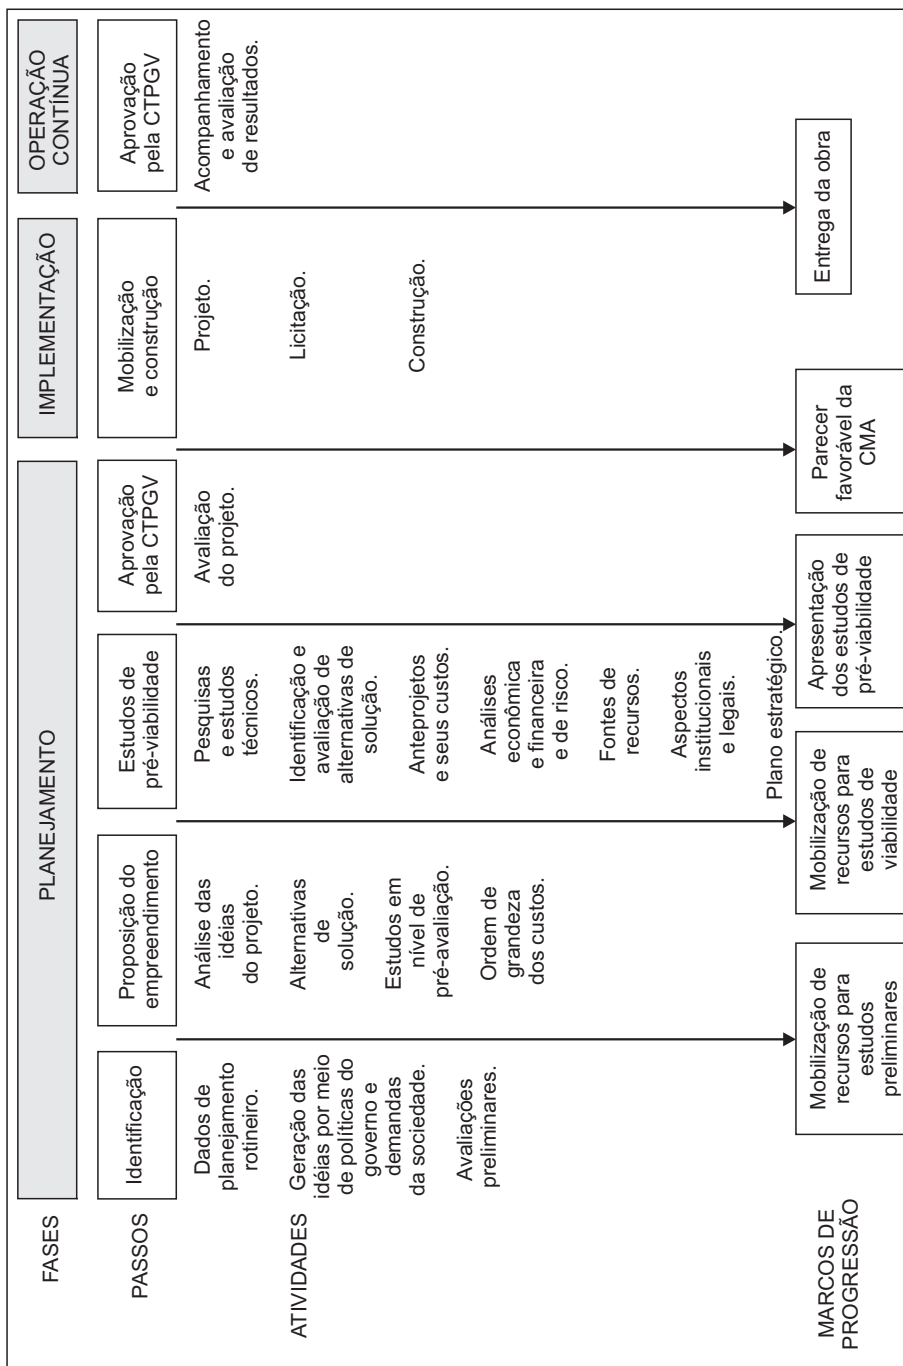 FASES
PLANEJAMENTO
IMPLEMENTAÇÃO
OPERAÇÃO
CONTÍNUA
PASSOS
Identificação
Proposição do
empreendimento
Estudos de
pré-viabilidade
Aprovação
pela CTPGV
Mobilização
e construção
Aprovação
pela CTPGV
ATIVIDADES
Dados de
planejamento
rotineiro.
Geração das
idéias por meio
de políticas do
governo e
demandas
da sociedade.
Avaliações
preliminares.
Análise das
idéias
do projeto.
Alternativas
de
solução.
Estudos em
nível de
pré-avaliação.
Ordem de
grandeza
dos custos.
Pesquisas
e estudos
técnicos.
Identificação e
avaliação de
alternativas de
solução.
Anteprojetos
e seus custos.
Análises
econômica
e financeira
e de risco.
Fontes de
recursos.
Aspectos
institucionais
e legais.
Plano estratégico.
Avaliação
do projeto.
Projeto.
Licitação.
Construção.
Acompanhamento
e avaliação
de resultados.
MARCOS DE
PROGRESSÃO
Mobilização de
recursos para
estudos
preliminares
Mobilização de
recursos para
estudos de
viabilidade
Apresentação
dos estudos de
pré-viabilidade
Parecer
favorável da
CMA
Entrega da obra